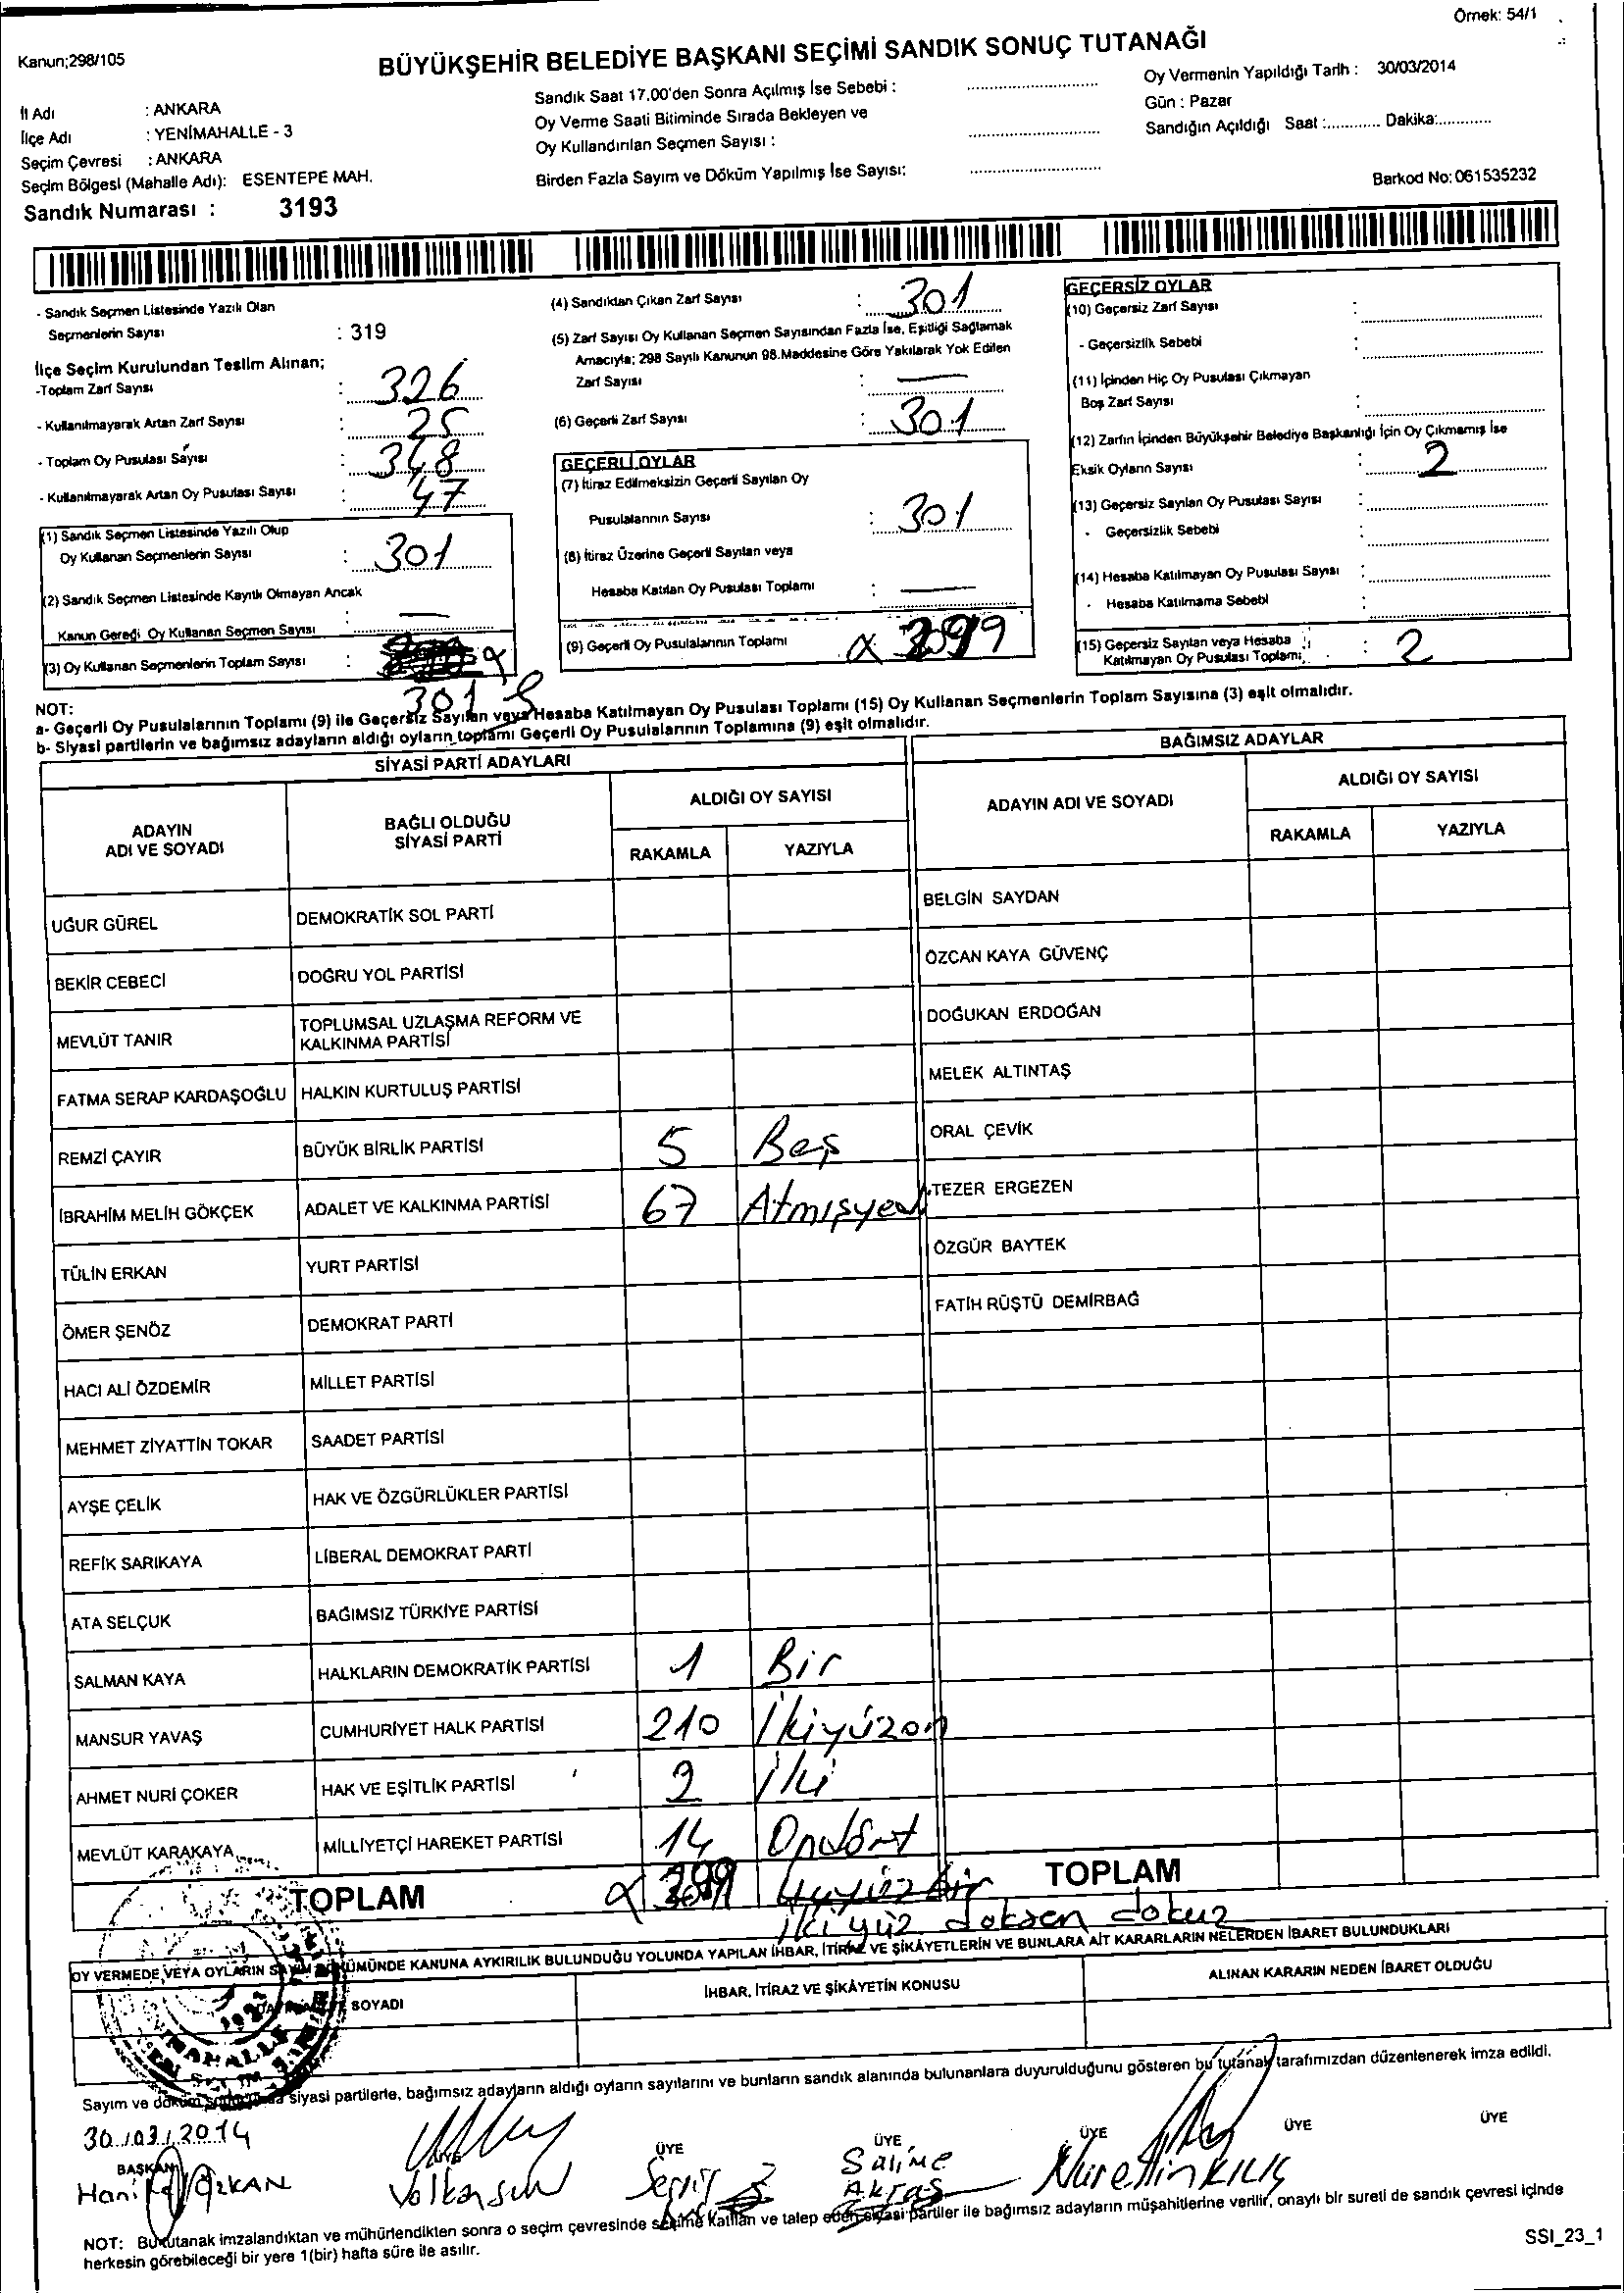 Örnek: 54/1
Kanun;298/105
BÜYÜKŞEHİR BELEDİYE BAŞKANI SEÇİMİ SANDIK SONUÇ TUTANAĞI
İl Adı : ANKARA
İlçe Adı : YENİMAHALLE - 3
Seçim Çevresi : ANKARA
Seçim Bölgesi (Mahalle Adı): ESENTEPE MAH.
Sandık Numarası : 3193
Sandık Saat 17.00'den Sonra Açılmış İse Sebebi :
Oy Verme Saati Bitiminde Sırada Bekleyen ve
Oy Kullandırılan Seçmen Sayısı :
Birden Fazla Sayım ve Döküm Yapılmış İse Sayısı:
Oy Vermenin Yapıldığı Tarih : 30/03/2014
Gün : Pazar
Sandığın Açıldığı Saat :............ Dakika:............
Barkod No: 061535232
- Sandık Seçmen Listesinde Yazılı Olan
Seçmenlerin Sayısı : 319
İlçe Seçim Kurulundan Teslim Alınan;
-Toplam Zarf Sayısı : 326
- Kullanılmayarak Artan Zarf Sayısı : 25
- Toplam Oy Pusulası Sayısı : 348
- Kullanılmayarak Artan Oy Pusulası Sayısı : 47
(1) Sandık Seçmen Listesinde Yazılı Olup
Oy Kullanan Seçmenlerin Sayısı : 301
(2) Sandık Seçmen Listesinde Kayıtlı Olmayan Ancak
Kanun Gereği Oy Kullanan Seçmen Sayısı : —
(3) Oy Kullanan Seçmenlerin Toplam Sayısı :
301
(4) Sandıktan Çıkan Zarf Sayısı : 301
(5) Zarf Sayısı Oy Kullanan Seçmen Sayısından Fazla İse, Eşitliği Sağlamak
Amacıyla; 298 Sayılı Kanunun 98.Maddesine Göre Yakılarak Yok Edilen
Zarf Sayısı : —
(6) Geçerli Zarf Sayısı : 301
GEÇERLİ OYLAR
(7) İtiraz Edilmeksizin Geçerli Sayılan Oy
Pusulalarının Sayısı : 301
(8) İtiraz Üzerine Geçerli Sayılan veya
Hesaba Katılan Oy Pusulası Toplamı : —
(9) Geçerli Oy Pusulalarının Toplamı
GEÇERSİZ OYLAR
(10) Geçersiz Zarf Sayısı :
- Geçersizlik Sebebi :
(11) İçinden Hiç Oy Pusulası Çıkmayan
Boş Zarf Sayısı :
(12) Zarfın İçinden Büyükşehir Belediye Başkanlığı İçin Oy Çıkmamış İse
Eksik Oyların Sayısı : 2
(13) Geçersiz Sayılan Oy Pusulası Sayısı :
- Geçersizlik Sebebi :
(14) Hesaba Katılmayan Oy Pusulası Sayısı :
- Hesaba Katılmama Sebebi :
(15) Geçersiz Sayılan veya Hesaba
Katılmayan Oy Pusulası Toplamı; : 2
NOT:
a- Geçerli Oy Pusulalarının Toplamı (9) ile Geçersiz Sayılan veya Hesaba Katılmayan Oy Pusulası Toplamı (15) Oy Kullanan Seçmenlerin Toplam Sayısına (3) eşit olmalıdır.
b- Siyasi partilerin ve bağımsız adayların aldığı oyların toplamı Geçerli Oy Pusulalarının Toplamına (9) eşit olmalıdır.
SİYASİ PARTİ ADAYLARI
BAĞIMSIZ ADAYLAR
ADAYIN ADI VE SOYADI
BAĞLI OLDUĞU SİYASİ PARTİ
ALDIĞI OY SAYISI
RAKAMLA YAZIYLA
ADAYIN ADI VE SOYADI
ALDIĞI OY SAYISI
RAKAMLA YAZIYLA
UĞUR GÜREL DEMOKRATİK SOL PARTİ
BELGİN SAYDAN
BEKİR CEBECİ DOĞRU YOL PARTİSİ
ÖZCAN KAYA GÜVENÇ
MEVLÜT TANIR TOPLUMSAL UZLAŞMA REFORM VE
KALKINMA PARTİSİ
DOĞUKAN ERDOĞAN
FATMA SERAP KARDAŞOĞLU HALKIN KURTULUŞ PARTİSİ
MELEK ALTINTAŞ
REMZİ ÇAYIR BÜYÜK BİRLİK PARTİSİ 5 Beş
ORAL ÇEVİK
İBRAHİM MELİH GÖKÇEK ADALET VE KALKINMA PARTİSİ 67 Atmışyedi
TEZER ERGEZEN
TÜLİN ERKAN YURT PARTİSİ
ÖZGÜR BAYTEK
ÖMER ŞENÖZ DEMOKRAT PARTİ
FATİH RÜŞTÜ DEMİRBAĞ
HACI ALİ ÖZDEMİR MİLLET PARTİSİ
MEHMET ZİYATTİN TOKAR SAADET PARTİSİ
AYŞE ÇELİK HAK VE ÖZGÜRLÜKLER PARTİSİ
REFİK SARIKAYA LİBERAL DEMOKRAT PARTİ
ATA SELÇUK BAĞIMSIZ TÜRKİYE PARTİSİ
SALMAN KAYA HALKLARIN DEMOKRATİK PARTİSİ 1 Bir
MANSUR YAVAŞ CUMHURİYET HALK PARTİSİ 210 İkiyüzon
AHMET NURİ ÇOKER HAK VE EŞİTLİK PARTİSİ 2 İki
MEVLÜT KARAKAYA MİLLİYETÇİ HAREKET PARTİSİ 14 Ondört
TOPLAM Üçyüz bir
TOPLAM
İkiyüz doksen dokuz
OY VERMEDE VEYA OYLARIN SAYIM DÖKÜMÜNDE KANUNA AYKIRILIK BULUNDUĞU YOLUNDA YAPILAN İHBAR, İTİRAZ VE ŞİKÂYETLERİN VE BUNLARA AİT KARARLARIN NELERDEN İBARET BULUNDUKLARI
SOYADI
İHBAR, İTİRAZ VE ŞİKÂYETİN KONUSU
ALINAN KARARIN NEDEN İBARET OLDUĞU
Sayım ve döküm siyasi partilerle, bağımsız adayların aldığı oyların sayılarını ve bunların sandık alanında bulunanlara duyurulduğunu gösteren bu tutanak tarafımızdan düzenlenerek imza edildi.
30/03/2014
BAŞKAN ÜYE ÜYE ÜYE ÜYE ÜYE
Saline
Akraş
Nurettin KILIÇ
NOT: Bu tutanak imzalandıktan ve mühürlendikten sonra o seçim çevresinde seçime katılan ve talep eden siyasi partiler ile bağımsız adayların müşahitlerine verilir, onaylı bir sureti de sandık çevresi içinde
herkesin görebileceği bir yere 1(bir) hafta süre ile asılır.
SSI_23_1